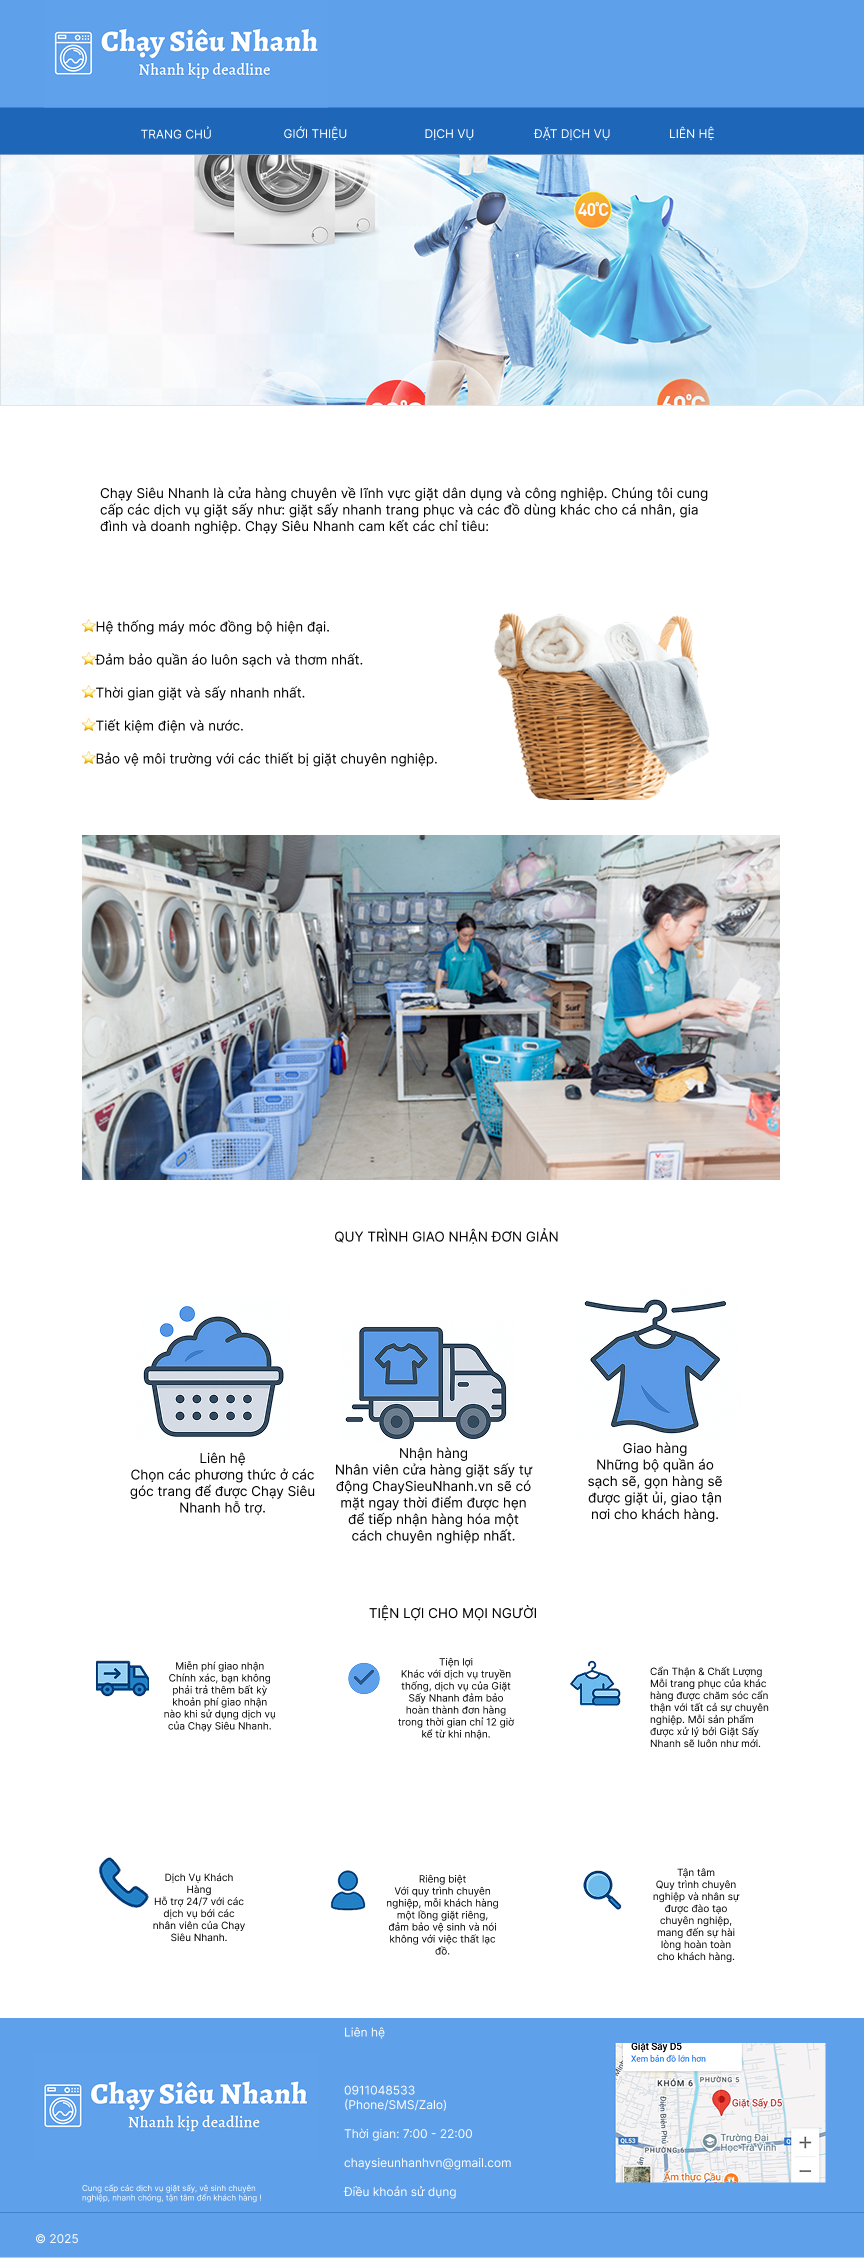 Chạy Siêu Nhanh
Nhanh kịp deadline
TRANG CHỦ
GIỚI THIỆU
DỊCH VỤ
ĐẶT DỊCH VỤ
LIÊN HỆ
40°C
60°C
Chạy Siêu Nhanh là cửa hàng chuyên về lĩnh vực giặt dân dụng và công nghiệp. Chúng tôi cung
cấp các dịch vụ giặt sấy như: giặt sấy nhanh trang phục và các đồ dùng khác cho cá nhân, gia
đình và doanh nghiệp. Chạy Siêu Nhanh cam kết các chỉ tiêu:
⭐Hệ thống máy móc đồng bộ hiện đại.
⭐Đảm bảo quần áo luôn sạch và thơm nhất.
⭐Thời gian giặt và sấy nhanh nhất.
⭐Tiết kiệm điện và nước.
⭐Bảo vệ môi trường với các thiết bị giặt chuyên nghiệp.
Surf
QUY TRÌNH GIAO NHẬN ĐƠN GIẢN
Liên hệ
Chọn các phương thức ở các
góc trang để được Chạy Siêu
Nhanh hỗ trợ.
Nhận hàng
Nhân viên cửa hàng giặt sấy tự
động ChaySieuNhanh.vn sẽ có
mặt ngay thời điểm được hẹn
để tiếp nhận hàng hóa một
cách chuyên nghiệp nhất.
Giao hàng
Những bộ quần áo
sạch sẽ, gọn hàng sẽ
được giặt ủi, giao tận
nơi cho khách hàng.
TIỆN LỢI CHO MỌI NGƯỜI
Miễn phí giao nhận
Chính xác, bạn không
phải trả thêm bất kỳ
khoản phí giao nhận
nào khi sử dụng dịch vụ
của Chạy Siêu Nhanh.
Tiện lợi
Khác với dịch vụ truyền
thống, dịch vụ của Giặt
Sấy Nhanh đảm bảo
hoàn thành đơn hàng
trong thời gian chỉ 12 giờ
kể từ khi nhận.
Cẩn Thận & Chất Lượng
Mỗi trang phục của khác
hàng được chăm sóc cẩn
thận với tất cả sự chuyên
nghiệp. Mỗi sản phẩm
được xử lý bởi Giặt Sấy
Nhanh sẽ luôn như mới.
Dịch Vụ Khách
Hàng
Hỗ trợ 24/7 với các
dịch vụ bởi các
nhân viên của Chạy
Siêu Nhanh.
Riêng biệt
Với quy trình chuyên
nghiệp, mỗi khách hàng
một lồng giặt riêng,
đảm bảo vệ sinh và nói
không với việc thất lạc
đồ.
Tận tâm
Quy trình chuyên
nghiệp và nhân sự
được đào tạo
chuyên nghiệp,
mang đến sự hài
lòng hoàn toàn
cho khách hàng.
Chạy Siêu Nhanh
Nhanh kịp deadline
Cung cấp các dịch vụ giặt sấy, vệ sinh chuyên
nghiệp, nhanh chóng, tận tâm đến khách hàng !
Liên hệ
0911048533
(Phone/SMS/Zalo)
Thời gian: 7:00 - 22:00
chaysieunhanhvn@gmail.com
Điều khoản sử dụng
Giặt Sấy D5
Xem bản đồ lớn hơn
KHÓM 6
PHƯỜNG 5
Giặt Sấy D5
Điện Biên Phủ
QL53
PHƯỜNG 6
Trường Đại
Học Trà Vinh
Ẩm thực Cầu
© 2025